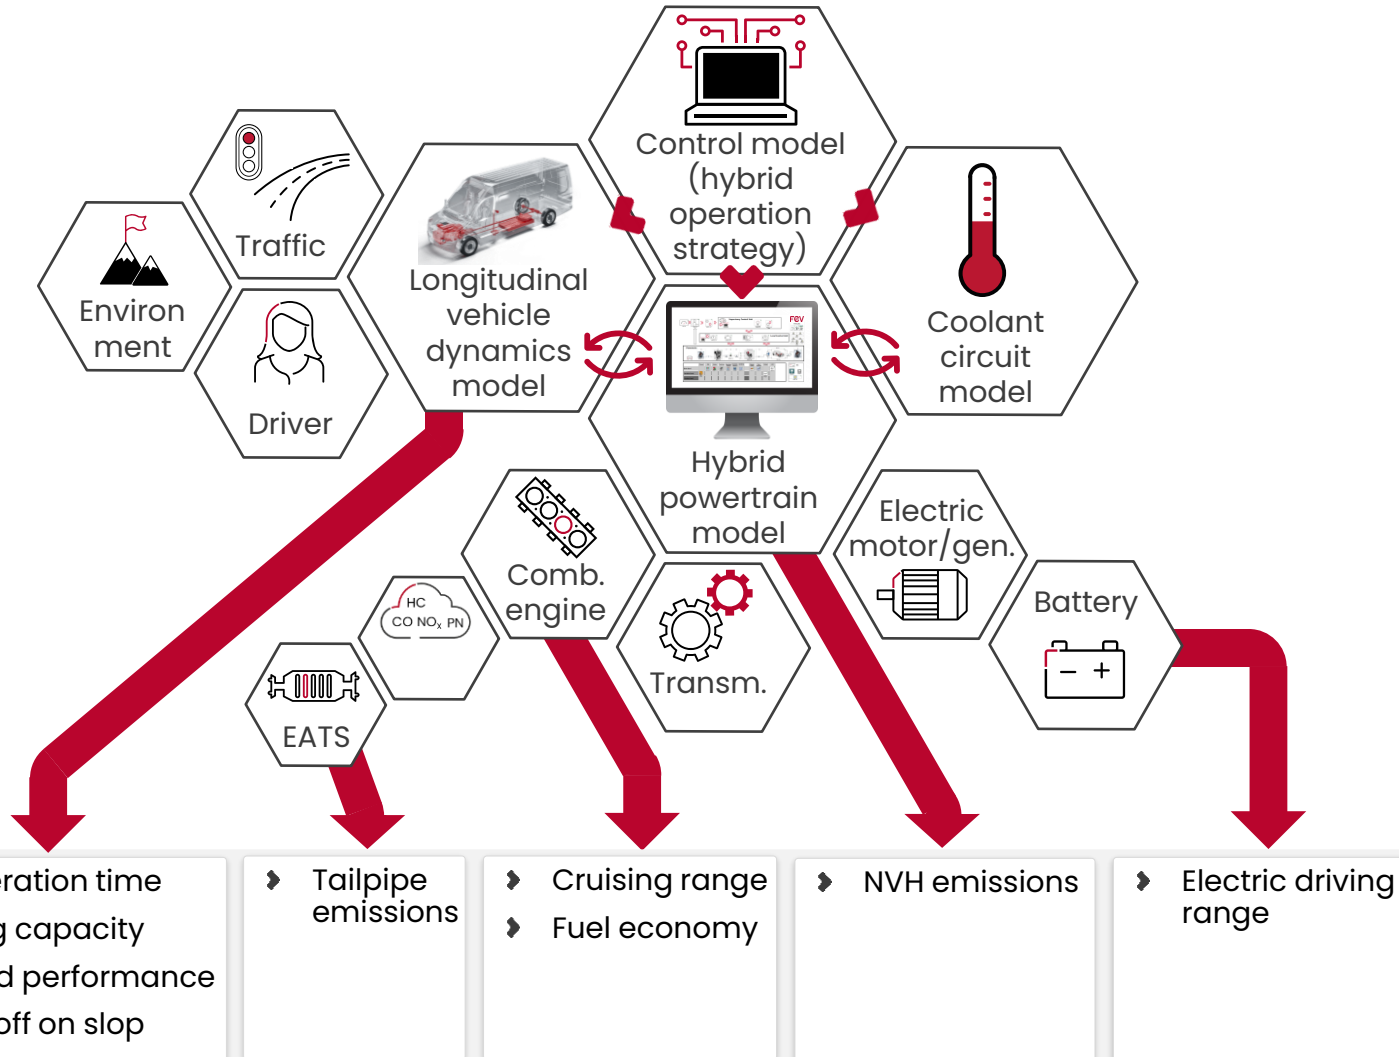 Control model
(hybrid
operation
strategy)
Traffic
Environ
ment
Driver
Longitudinal
vehicle
dynamics
model
Coolant
circuit
model
FEV
Hybrid
powertrain
model
Comb.
engine
Electric
motor/gen.
Battery
HC
CO NOx PN
Transm.
EATS
eration time
g capacity
d performance
off on slop
Tailpipe
emissions
Cruising range
Fuel economy
NVH emissions
Electric driving
range